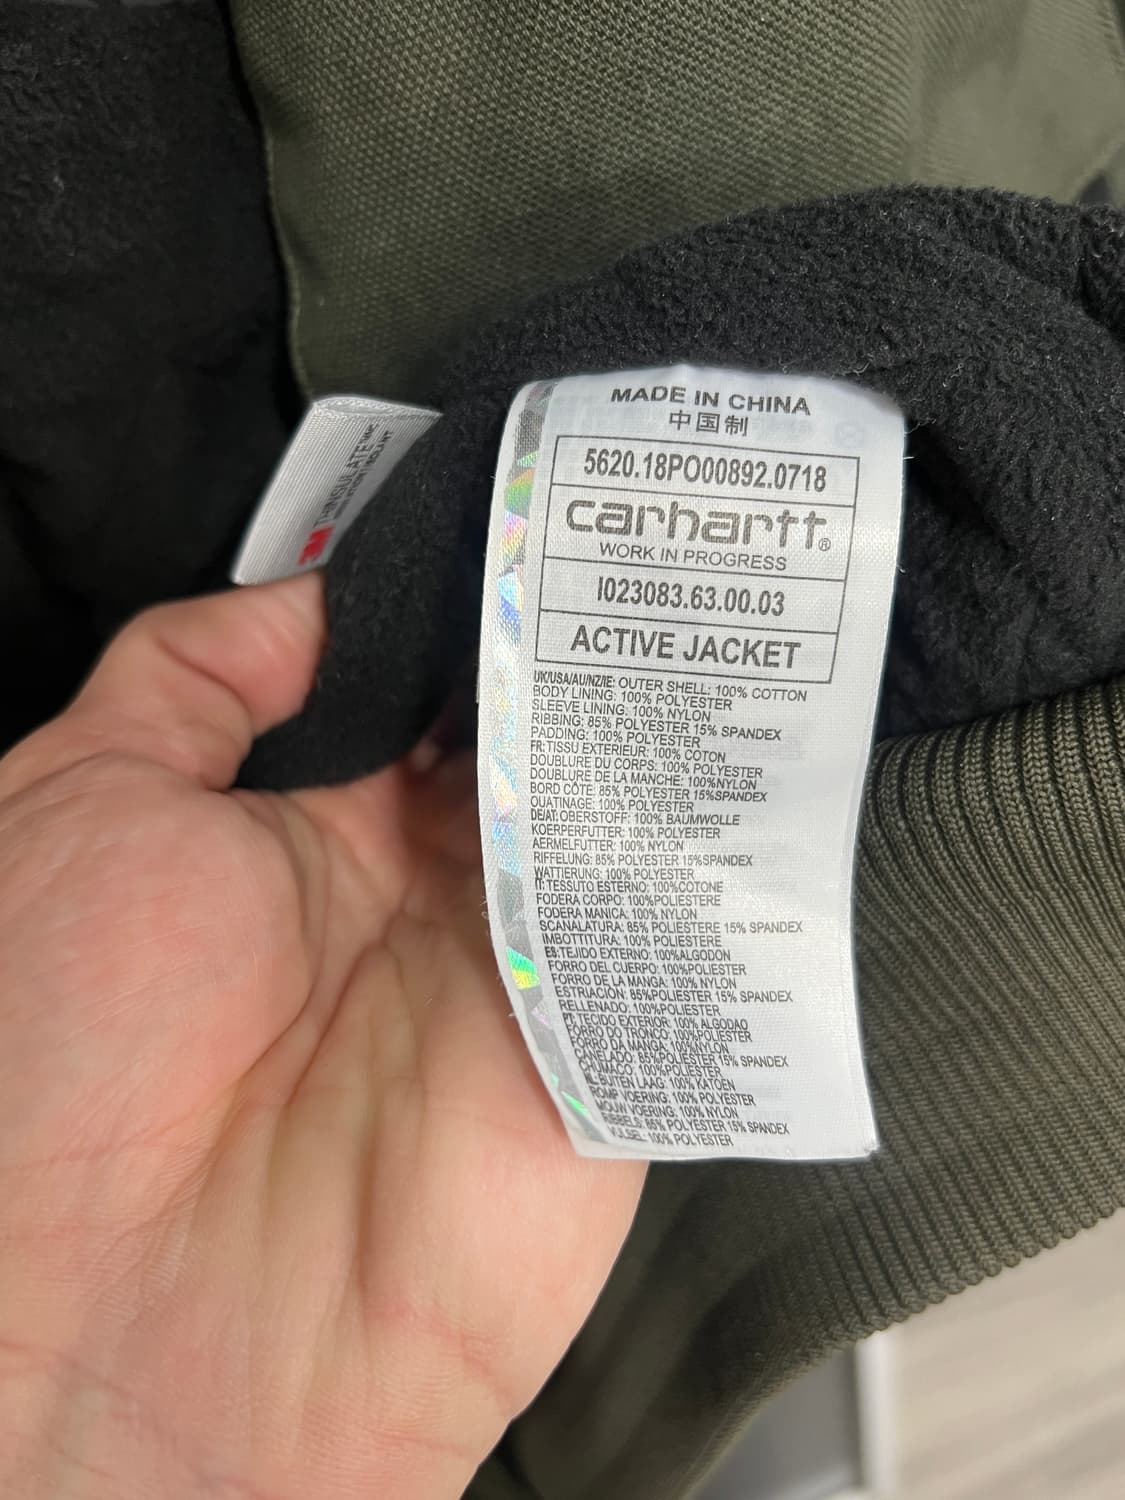 3M THINSULATE™
MADE IN CHINA
中国制
5620.18PO00892.0718
carhartt®
WORK IN PROGRESS
I023083.63.00.03
ACTIVE JACKET
UK/USA/AU/NZ/IE: OUTER SHELL: 100% COTTON
BODY LINING: 100% POLYESTER
SLEEVE LINING: 100% NYLON
RIBBING: 85% POLYESTER 15% SPANDEX
PADDING: 100% POLYESTER
FR: TISSU EXTERIEUR: 100% COTON
DOUBLURE DU CORPS: 100% POLYESTER
DOUBLURE DE LA MANCHE: 100%NYLON
BORD CÔTE: 85% POLYESTER 15%SPANDEX
OUATINAGE: 100% POLYESTER
DE/AT: OBERSTOFF: 100% BAUMWOLLE
KOERPERFUTTER: 100% POLYESTER
AERMELFUTTER: 100% NYLON
RIFFELUNG: 85% POLYESTER 15%SPANDEX
WATTIERUNG: 100% POLYESTER
IT: TESSUTO ESTERNO: 100%COTONE
FODERA CORPO: 100%POLIESTERE
FODERA MANICA: 100% NYLON
SCANALATURA: 85% POLIESTERE 15% SPANDEX
IMBOTTITURA: 100% POLIESTERE
ES: TEJIDO EXTERNO: 100%ALGODON
FORRO DEL CUERPO: 100%POLIESTER
FORRO DE LA MANGA: 100% NYLON
ESTRIACIÓN: 85%POLIESTER 15% SPANDEX
RELLENADO: 100%POLIESTER
PT: TECIDO EXTERIOR: 100% ALGODAO
FORRO DO TRONCO: 100%POLIESTER
FORRO DA MANGA: 100%NYLON
CANELADO: 85%POLIESTER 15% SPANDEX
CHUMACO: 100%POLIESTER
NL: BUITEN LAAG: 100% KATOEN
ROMP VOERING: 100% POLYESTER
MOUW VOERING: 100% NYLON
RIBBELS: 85% POLYESTER 15% SPANDEX
VULSEL: 100% POLYESTER